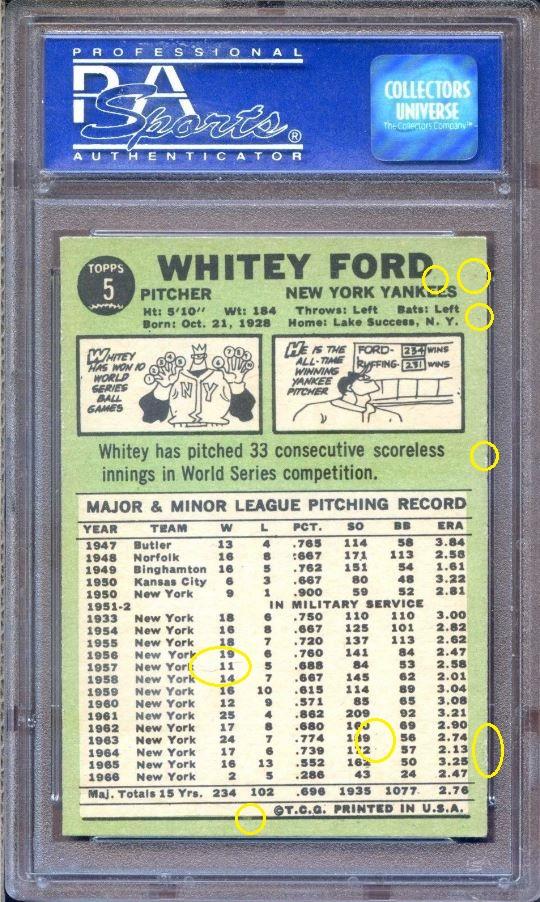 PROFESSIONAL
PSA
Sports®
AUTHENTICATOR
COLLECTORS
UNIVERSE
The Collectors Company™
TOPPS
5
WHITEY FORD
PITCHER NEW YORK YANKEES
Ht: 5'10" Wt: 184 Throws: Left Bats: Left
Born: Oct. 21, 1928 Home: Lake Success, N. Y.
WHITEY
HAS WON 10
WORLD
SERIES
BALL
GAMES
1 2 3 4 5 6 7 8 9 10
NY
HE IS THE
ALL-TIME
WINNING
YANKEE
PITCHER
FORD- 234 WINS
RUFFING- 231 WINS
Whitey has pitched 33 consecutive scoreless
innings in World Series competition.
MAJOR & MINOR LEAGUE PITCHING RECORD
YEAR TEAM W L PCT. SO BB ERA
1947 Butler 13 4 .765 114 58 3.84
1948 Norfolk 16 8 .667 171 113 2.58
1949 Binghamton 16 5 .762 151 54 1.61
1950 Kansas City 6 3 .667 80 48 3.22
1950 New York 9 1 .900 59 52 2.81
1951-2 IN MILITARY SERVICE
1933 New York 18 6 .750 110 110 3.00
1954 New York 16 8 .667 125 101 2.82
1955 New York 18 7 .720 137 113 2.62
1956 New York 19 6 .760 141 84 2.47
1957 New York 11 5 .688 84 53 2.58
1958 New York 14 7 .667 145 62 2.01
1959 New York 16 10 .615 114 89 3.04
1960 New York 12 9 .571 85 65 3.08
1961 New York 25 4 .862 209 92 3.21
1962 New York 17 8 .680 160 69 2.90
1963 New York 24 7 .774 189 56 2.74
1964 New York 17 6 .739 172 57 2.13
1965 New York 16 13 .552 162 50 3.25
1966 New York 2 5 .286 43 24 2.47
Maj. Totals 15 Yrs. 234 102 .696 1935 1077 2.76
©T.C.G. PRINTED IN U.S.A.